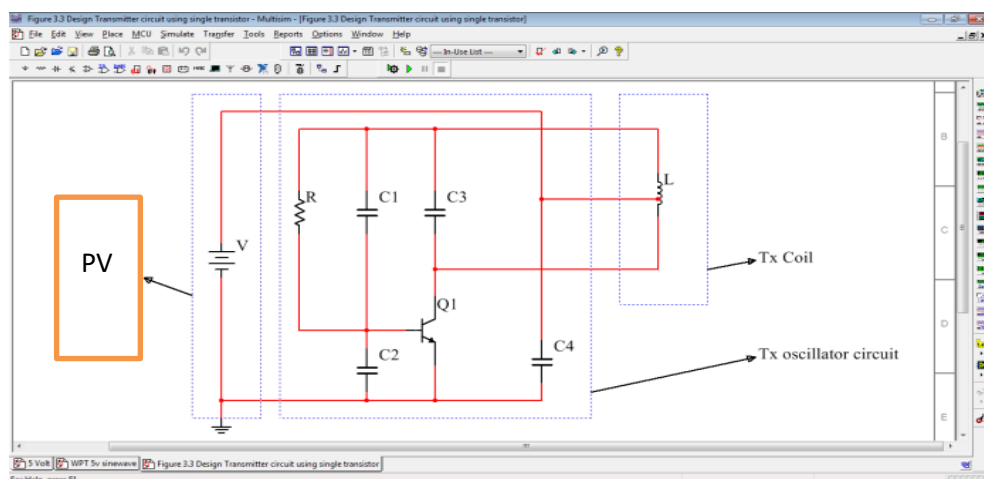 Figure 3.3 Design Transmitter circuit using single transistor - Multisim - [Figure 3.3 Design Transmitter circuit using single transistor]
File Edit View Place MCU Simulate Transfer Tools Reports Options Window Help
--- In-Use List ---
B
R
C1
C3
L
C
V
PV
Tx Coil
Q1
D
C2
C4
Tx oscillator circuit
E
5 Volt WPT 5v sinewave Figure 3.3 Design Transmitter circuit using single transistor